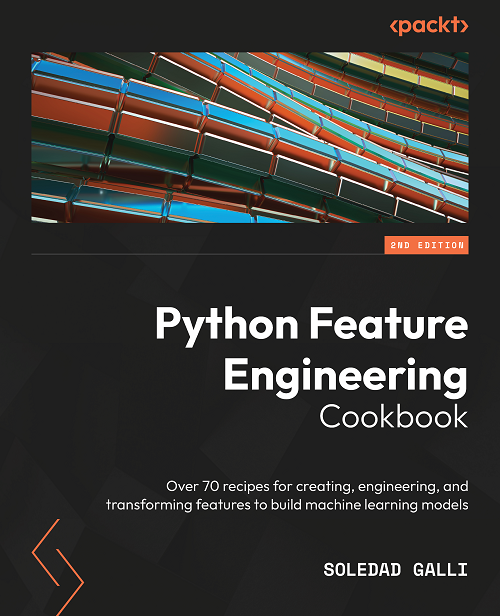 <packt>
2ND EDITION
Python Feature
Engineering
Cookbook
Over 70 recipes for creating, engineering, and
transforming features to build machine learning models
SOLEDAD GALLI